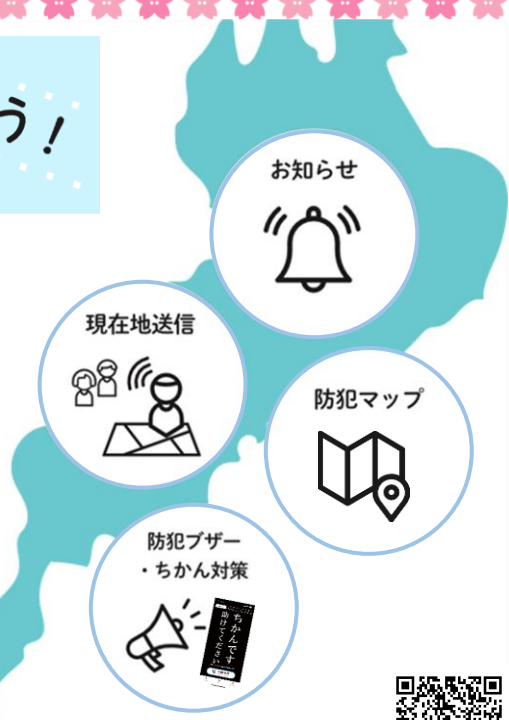 う!
お知らせ
現在地送信
防犯マップ
防犯ブザー
・ちかん対策
ちかんです
助けてください